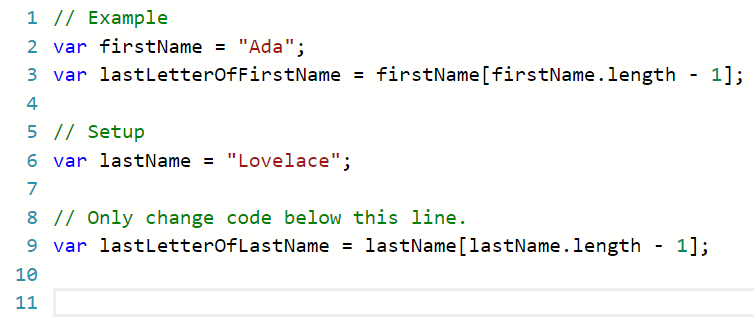 1 // Example
2 var firstName = "Ada";
3 var lastLetterOfFirstName = firstName[firstName.length - 1];
4
5 // Setup
6 var lastName = "Lovelace";
7
8 // Only change code below this line.
9 var lastLetterOfLastName = lastName[lastName.length - 1];
10
11